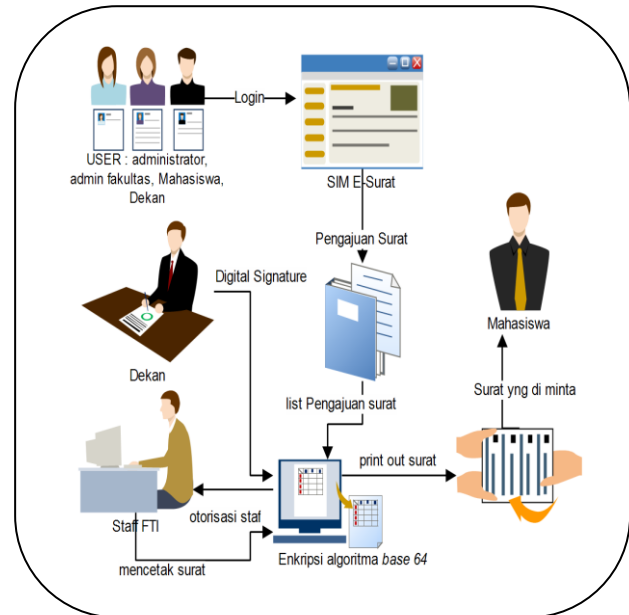 Login
USER : administrator,
admin fakultas, Mahasiswa,
Dekan
SIM E-Surat
Pengajuan Surat
Digital Signature
Mahasiswa
Dekan
Surat yng di minta
list Pengajuan surat
print out surat
Staff FTI
otorisasi staf
Enkripsi algoritma base 64
mencetak surat